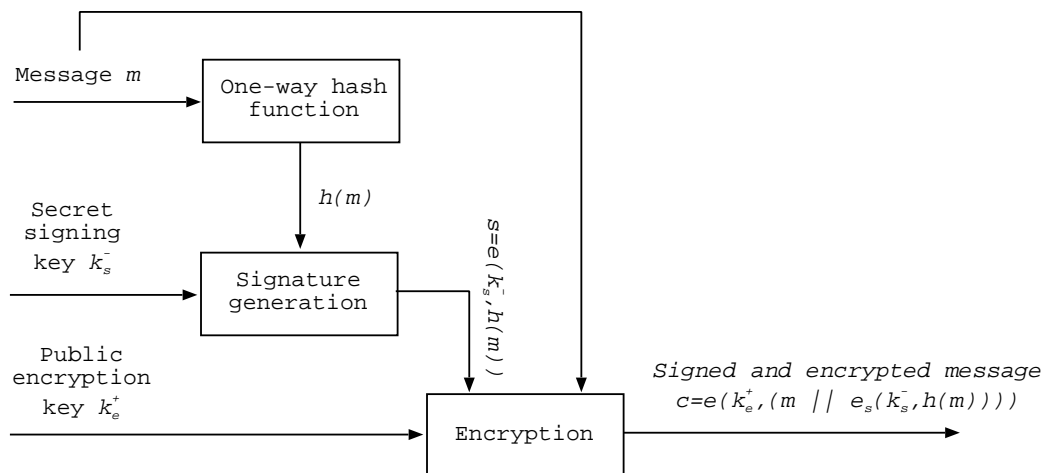 Message m
One-way hash
function
h(m)
Secret
signing
key k_s^-
Signature
generation
s=e(k_s^-,h(m))
Public
encryption
key k_e^+
Encryption
Signed and encrypted message
c=e(k_e^+,(m || e_s(k_s^-,h(m))))